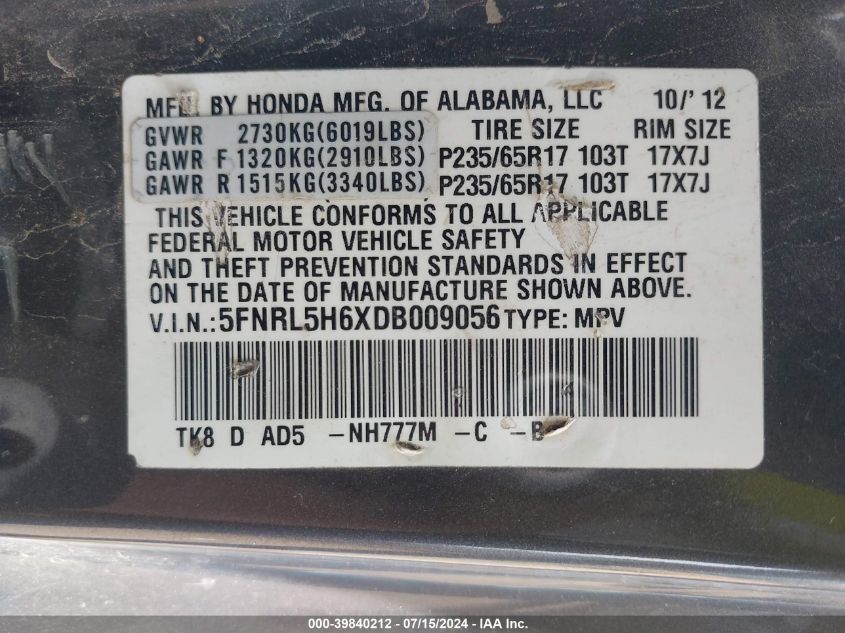 MFD. BY HONDA MFG. OF ALABAMA, LLC 10/'12
GVWR 2730KG(6019LBS) TIRE SIZE RIM SIZE
GAWR F 1320KG(2910LBS) P235/65R17 103T 17X7J
GAWR R 1515KG(3340LBS) P235/65R17 103T 17X7J
THIS VEHICLE CONFORMS TO ALL APPLICABLE
FEDERAL MOTOR VEHICLE SAFETY
AND THEFT PREVENTION STANDARDS IN EFFECT
ON THE DATE OF MANUFACTURE SHOWN ABOVE.
V.I.N.:5FNRL5H6XDB009056 TYPE: MPV
TK8 D AD5 -NH777M -C -B
000-39840212 - 07/15/2024 - IAA Inc.